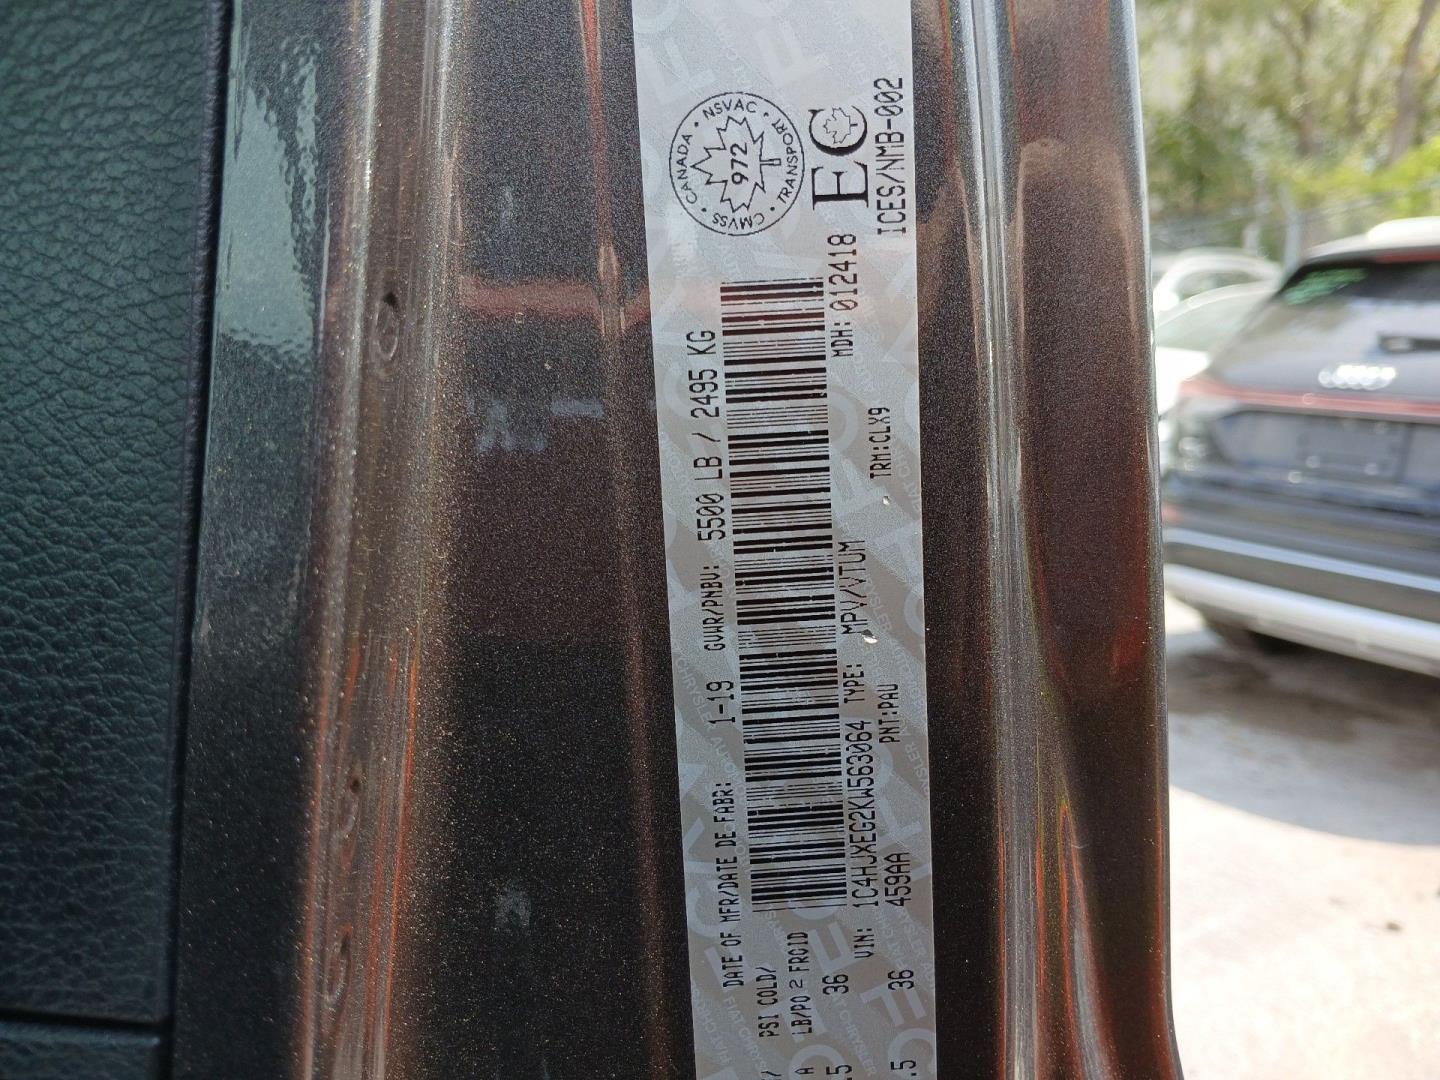 DATE OF MFR/DATE DE FABR: 1-19 GVWR/PNBV: 5500 LB / 2495 KG
PSI COLD/
LB/PO2 FROID
36 VIN: 1C4HJXEG2KW563064 TYPE: MPV/VTUM MDH: 012418
36 459AA PNT:PAU TRM:CLX9
CANADA • NSVAC • TRANSPORT • CMVSS
972
EC
ICES/NMB-002